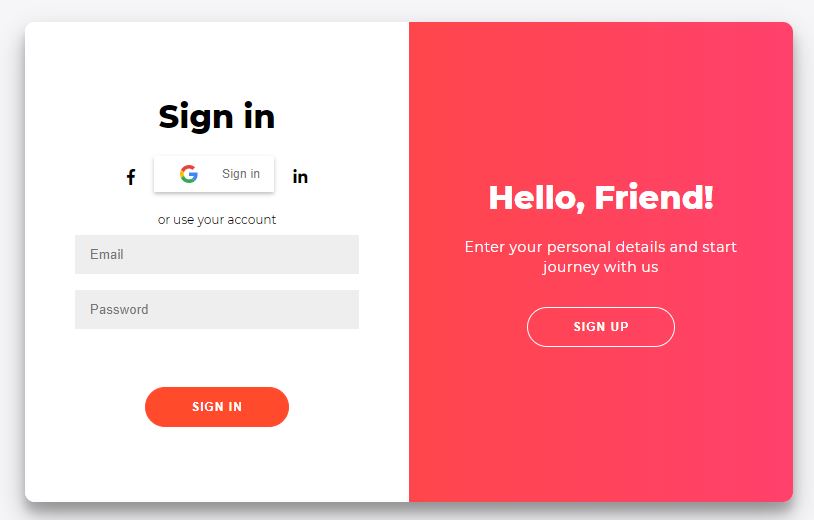 Sign in
f
G Sign in
in
or use your account
Email
Password
SIGN IN
Hello, Friend!
Enter your personal details and start
journey with us
SIGN UP